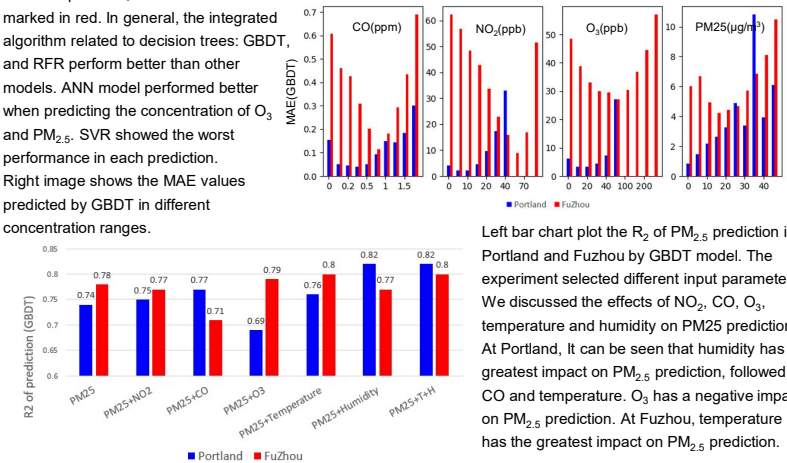 marked in red. In general, the integrated
algorithm related to decision trees: GBDT,
and RFR perform better than other
models. ANN model performed better
when predicting the concentration of O₃
and PM₂.₅. SVR showed the worst
performance in each prediction.
Right image shows the MAE values
predicted by GBDT in different
concentration ranges.
MAE(GBDT)
CO(ppm)
0.7
0.6
0.5
0.4
0.3
0.2
0.1
0.0
0 0.2 0.5 1 1.5
NO₂(ppb)
60
50
40
30
20
10
0
0 10 20 40 70
O₃(ppb)
60
50
40
30
20
10
0
0 20 40 100 200
PM25(μg/m³)
10
8
6
4
2
0
0 10 20 30 40
Portland FuZhou
R2 of prediction (GBDT)
0.85
0.8
0.75
0.7
0.65
0.6
0.74 0.78
0.75 0.77
0.77 0.71
0.69 0.79
0.76 0.8
0.82 0.77
0.82 0.8
PM25
PM25+NO2
PM25+CO
PM25+O3
PM25+Temperature
PM25+Humidity
PM25+T+H
Portland FuZhou
Left bar chart plot the R₂ of PM₂.₅ prediction i
Portland and Fuzhou by GBDT model. The
experiment selected different input paramete
We discussed the effects of NO₂, CO, O₃,
temperature and humidity on PM25 prediction
At Portland, It can be seen that humidity has
greatest impact on PM₂.₅ prediction, followed
CO and temperature. O₃ has a negative impa
on PM₂.₅ prediction. At Fuzhou, temperature
has the greatest impact on PM₂.₅ prediction.